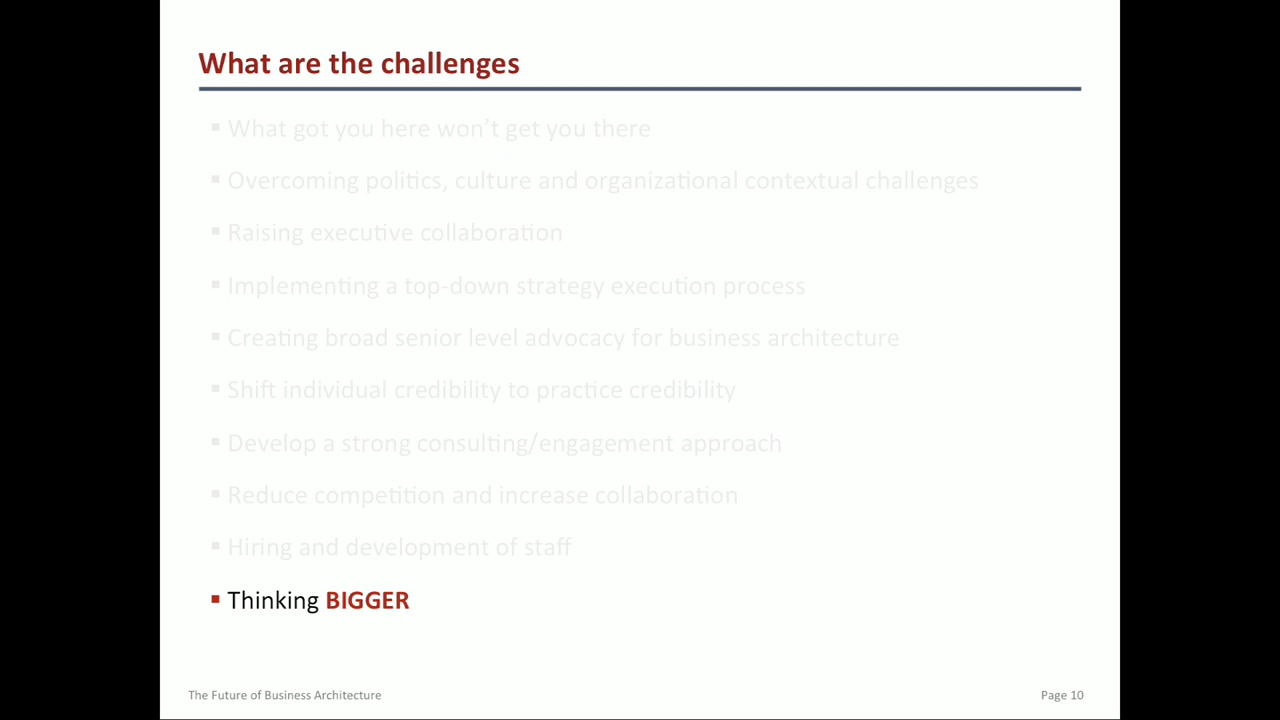 What are the challenges
▪ What got you here won't get you there
▪ Overcoming politics, culture and organizational contextual challenges
▪ Raising executive collaboration
▪ Implementing a top-down strategy execution process
▪ Creating broad senior level advocacy for business architecture
▪ Shift individual credibility to practice credibility
▪ Develop a strong consulting/engagement approach
▪ Reduce competition and increase collaboration
▪ Hiring and development of staff
▪ Thinking BIGGER
The Future of Business Architecture
Page 10